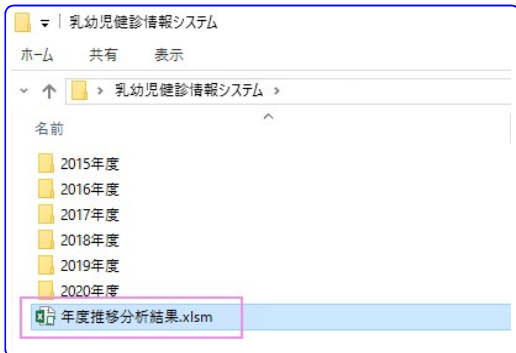 乳幼児健診情報システム
ホーム 共有 表示
乳幼児健診情報システム
名前
2015年度
2016年度
2017年度
2018年度
2019年度
2020年度
年度推移分析結果.xlsm